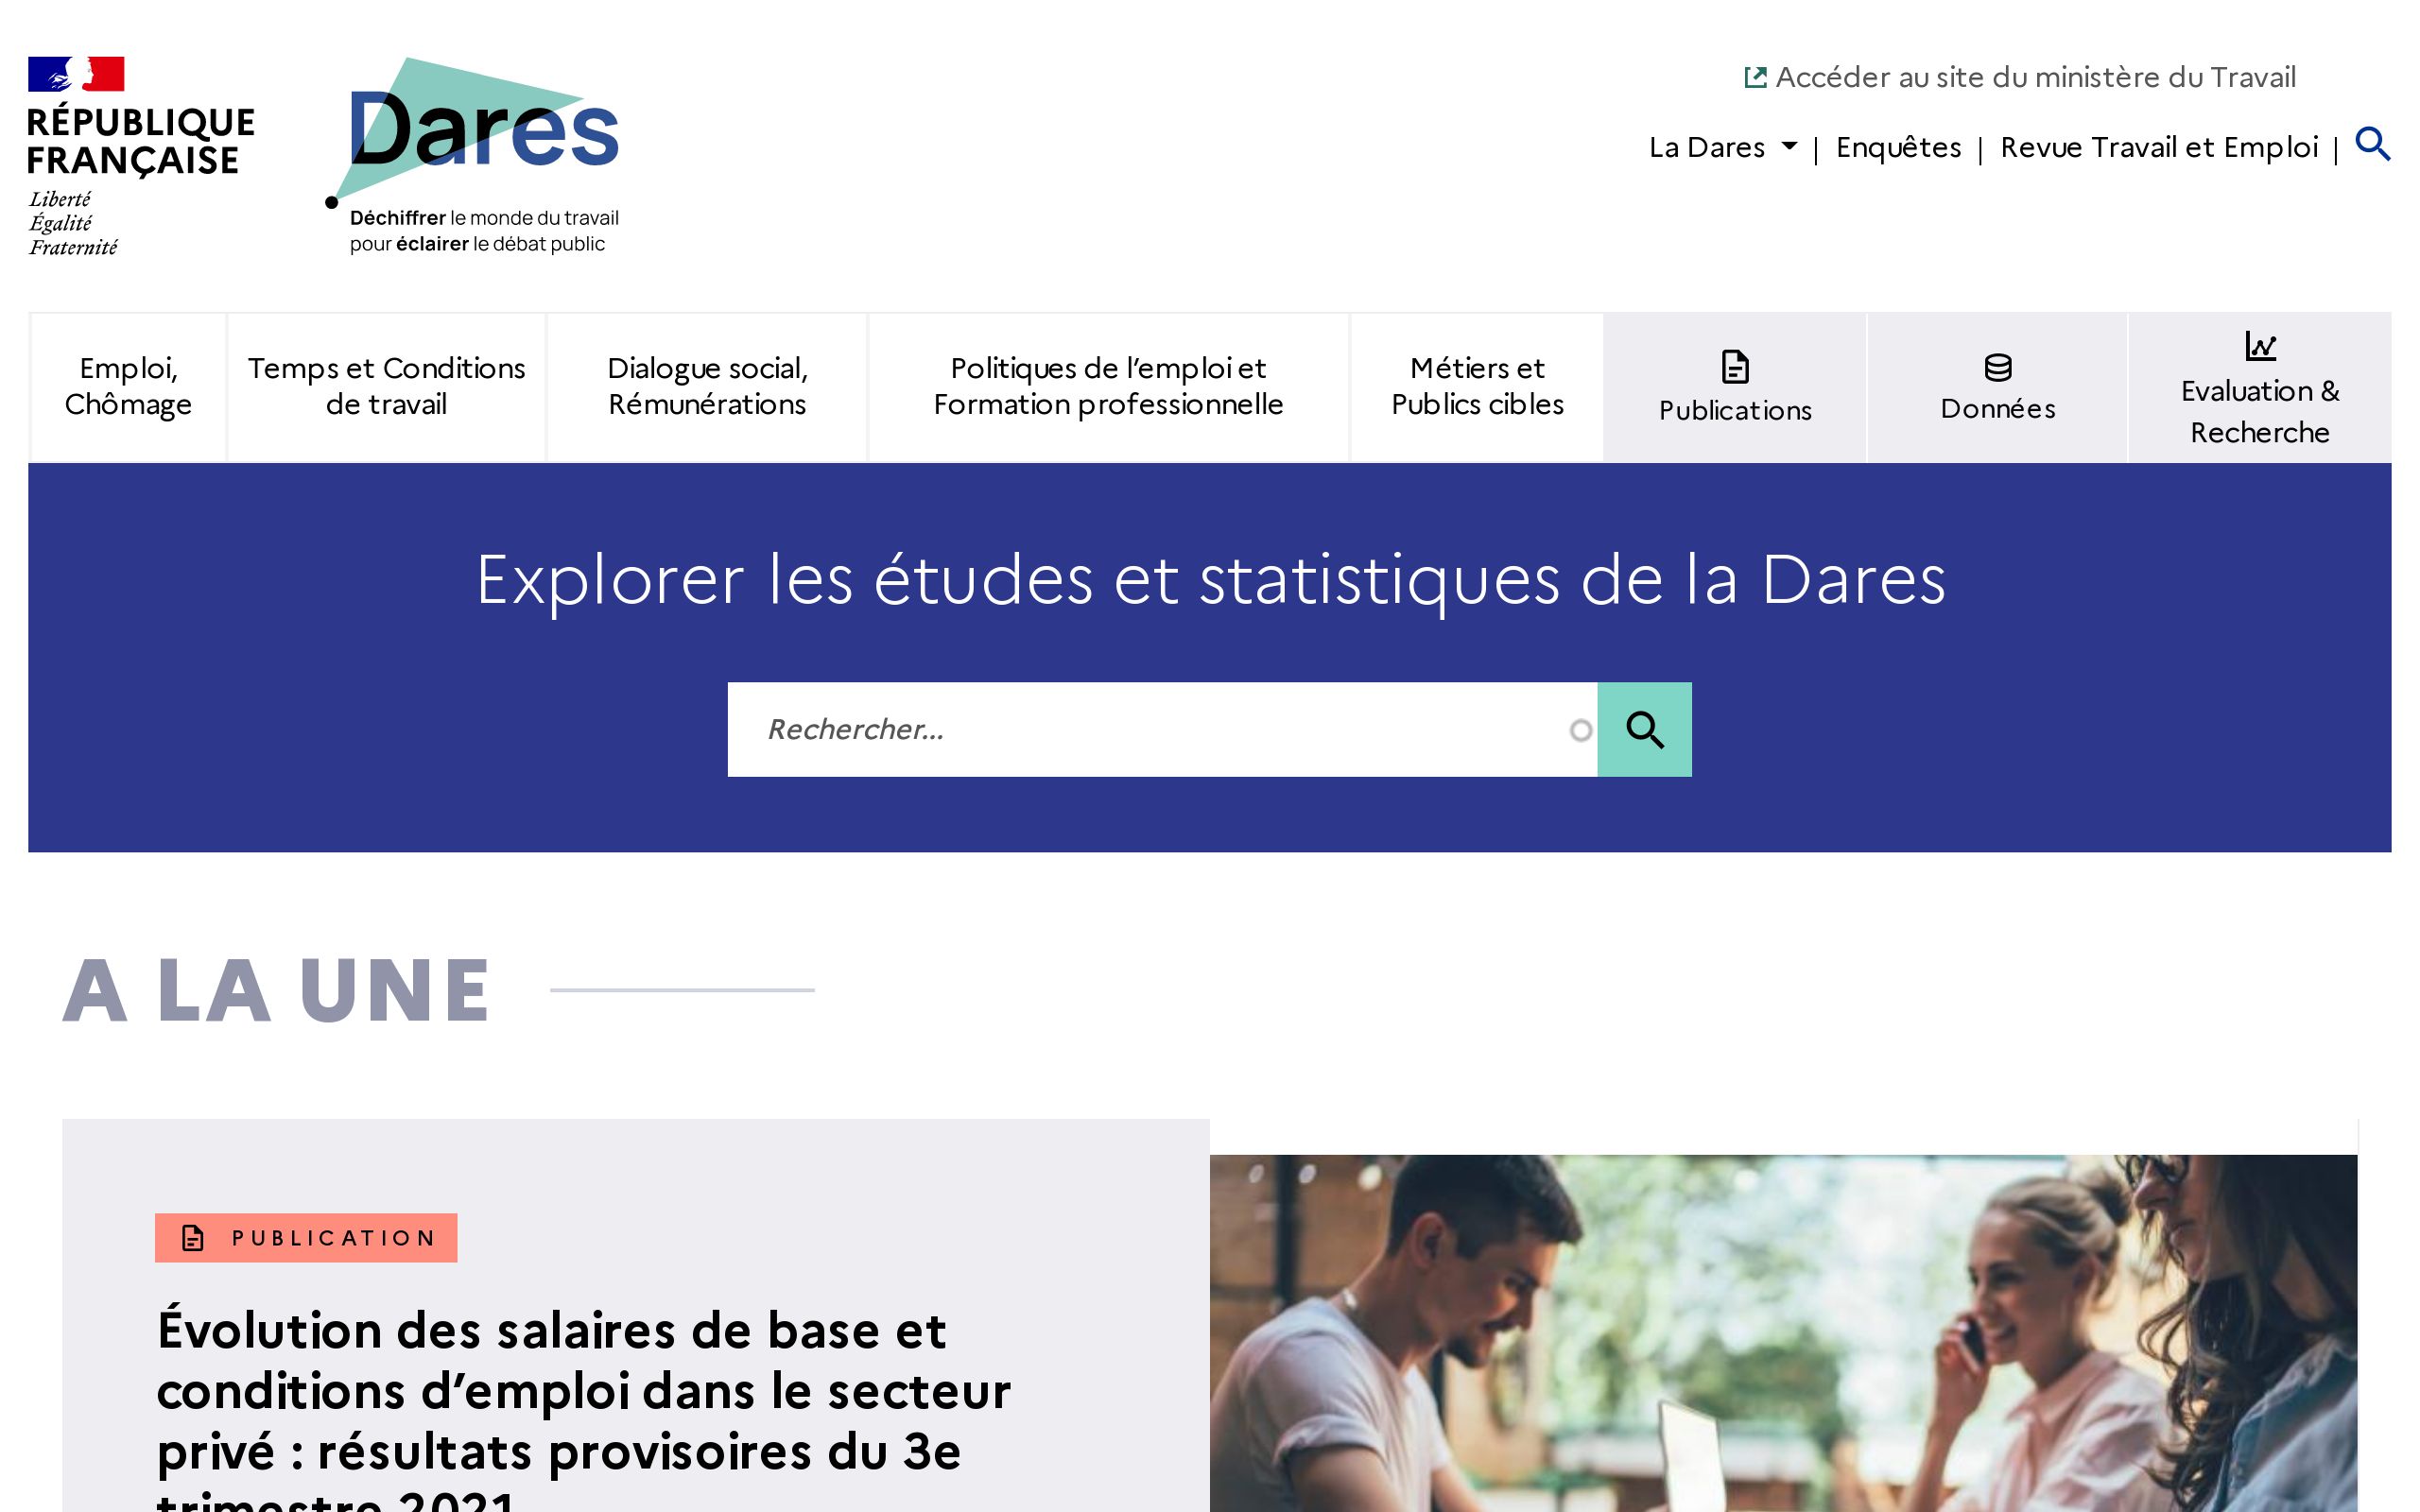 RÉPUBLIQUE
FRANÇAISE
Liberté
Égalité
Fraternité
Dares
Déchiffrer le monde du travail
pour éclairer le débat public
Accéder au site du ministère du Travail
La Dares | Enquêtes | Revue Travail et Emploi |
Emploi,
Chômage
Temps et Conditions
de travail
Dialogue social,
Rémunérations
Politiques de l’emploi et
Formation professionnelle
Métiers et
Publics cibles
Publications
Données
Evaluation &
Recherche
Explorer les études et statistiques de la Dares
Rechercher...
A LA UNE
PUBLICATION
Évolution des salaires de base et
conditions d’emploi dans le secteur
privé : résultats provisoires du 3e
trimestre 2021